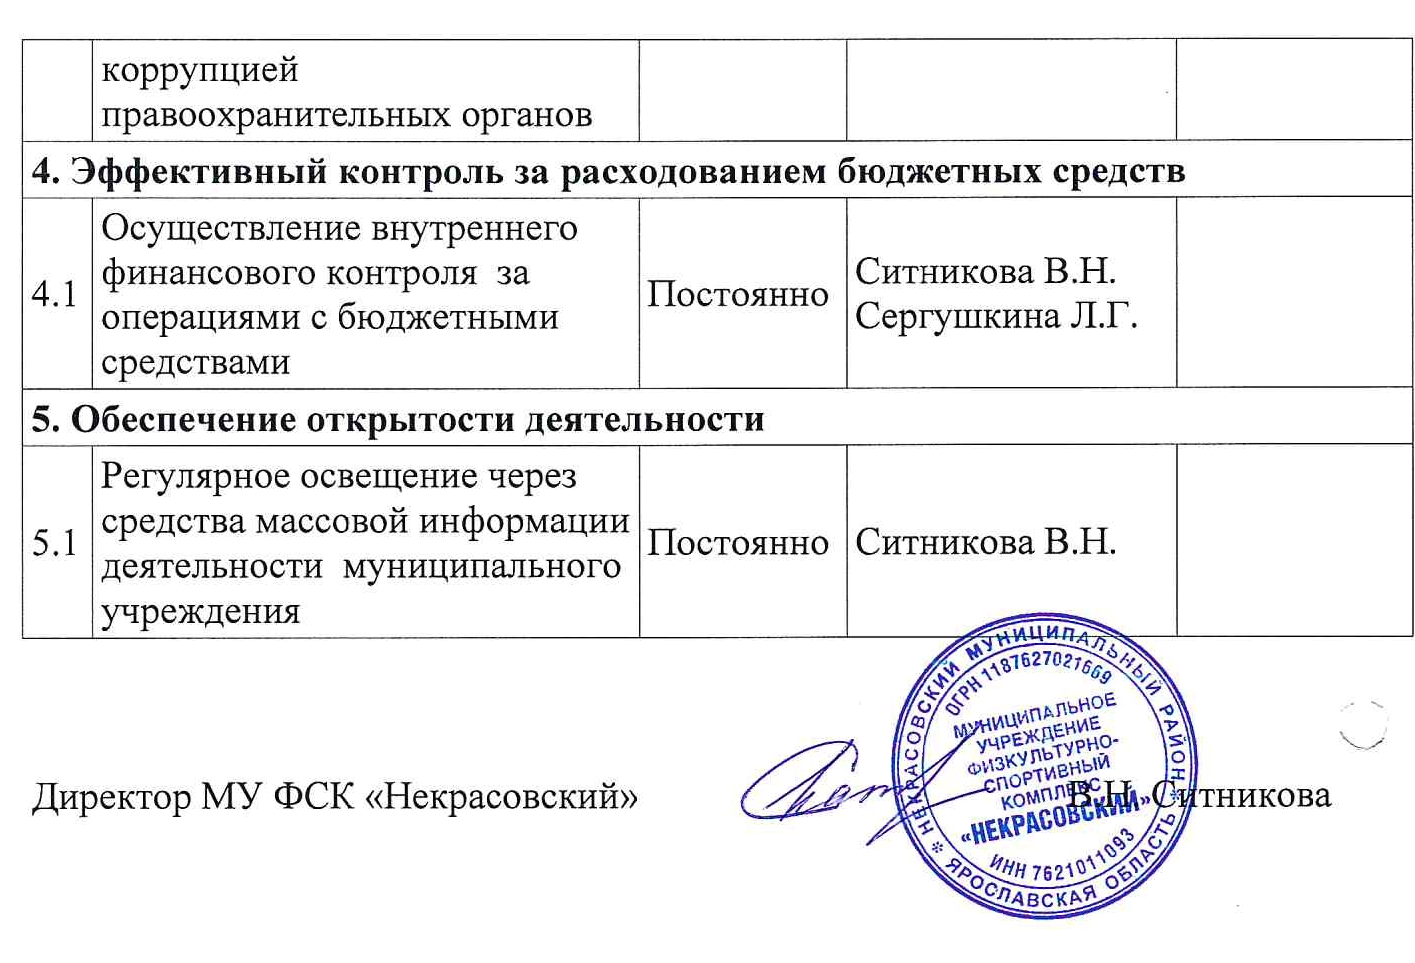 коррупцией
правоохранительных органов
4. Эффективный контроль за расходованием бюджетных средств
4.1
Осуществление внутреннего
финансового контроля за
операциями с бюджетными
средствами
Постоянно
Ситникова В.Н.
Сергушкина Л.Г.
5. Обеспечение открытости деятельности
5.1
Регулярное освещение через
средства массовой информации
деятельности муниципального
учреждения
Постоянно
Ситникова В.Н.
Директор МУ ФСК «Некрасовский»
В.Н. Ситникова
НЕКРАСОВСКИЙ МУНИЦИПАЛЬНЫЙ РАЙОН * ЯРОСЛАВСКАЯ ОБЛАСТЬ *
ОГРН 1187627021669
МУНИЦИПАЛЬНОЕ
УЧРЕЖДЕНИЕ
ФИЗКУЛЬТУРНО-
СПОРТИВНЫЙ
КОМПЛЕКС
«НЕКРАСОВСКИЙ»
ИНН 7621011093